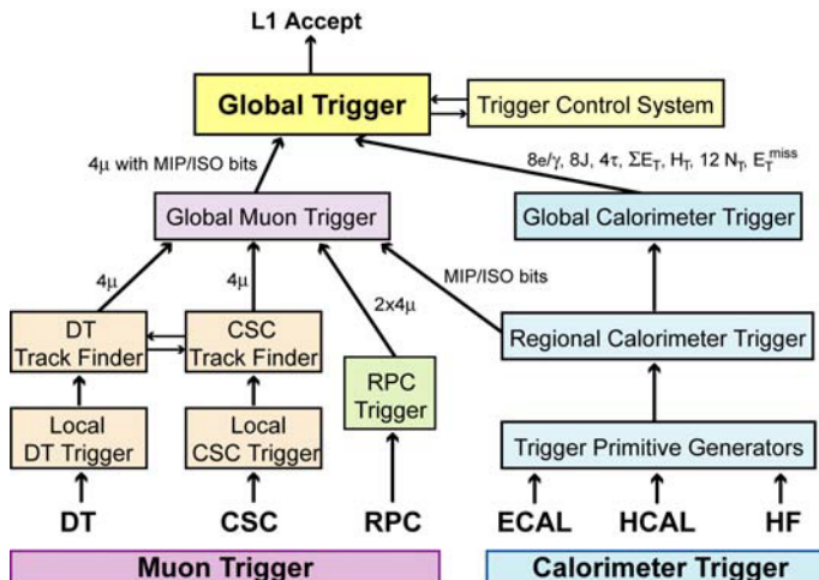 L1 Accept
Global Trigger
Trigger Control System
4μ with MIP/ISO bits
8e/γ, 8J, 4τ, ΣE_T, H_T, 12 N_T, E_T^miss
Global Muon Trigger
Global Calorimeter Trigger
4μ
4μ
2x4μ
MIP/ISO bits
DT
Track Finder
CSC
Track Finder
Regional Calorimeter Trigger
RPC
Trigger
Local
DT Trigger
Local
CSC Trigger
Trigger Primitive Generators
DT
CSC
RPC
ECAL
HCAL
HF
Muon Trigger
Calorimeter Trigger